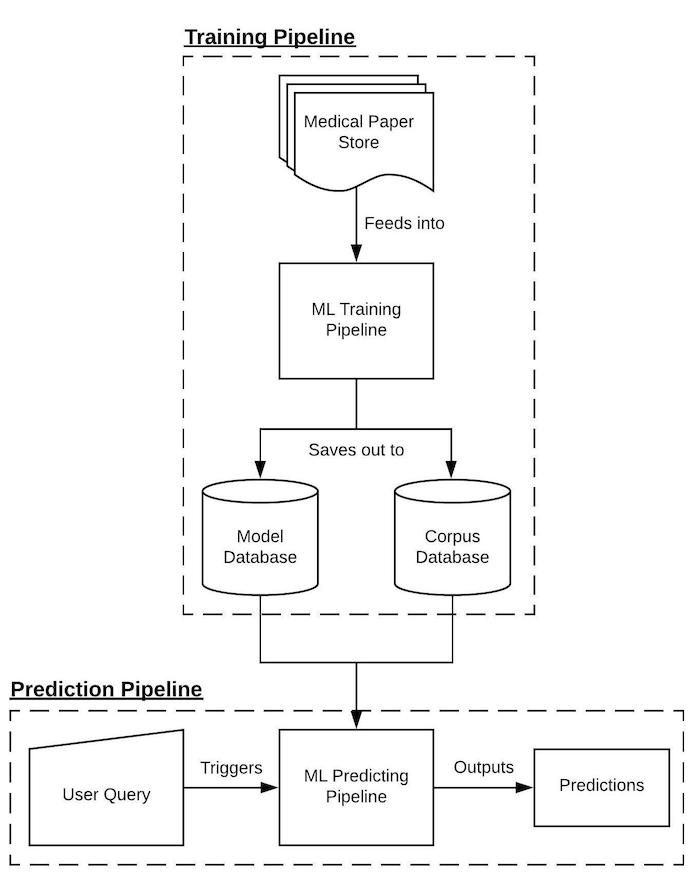 Training Pipeline
Medical Paper
Store
Feeds into
ML Training
Pipeline
Saves out to
Model
Database
Corpus
Database
Prediction Pipeline
User Query
Triggers
ML Predicting
Pipeline
Outputs
Predictions